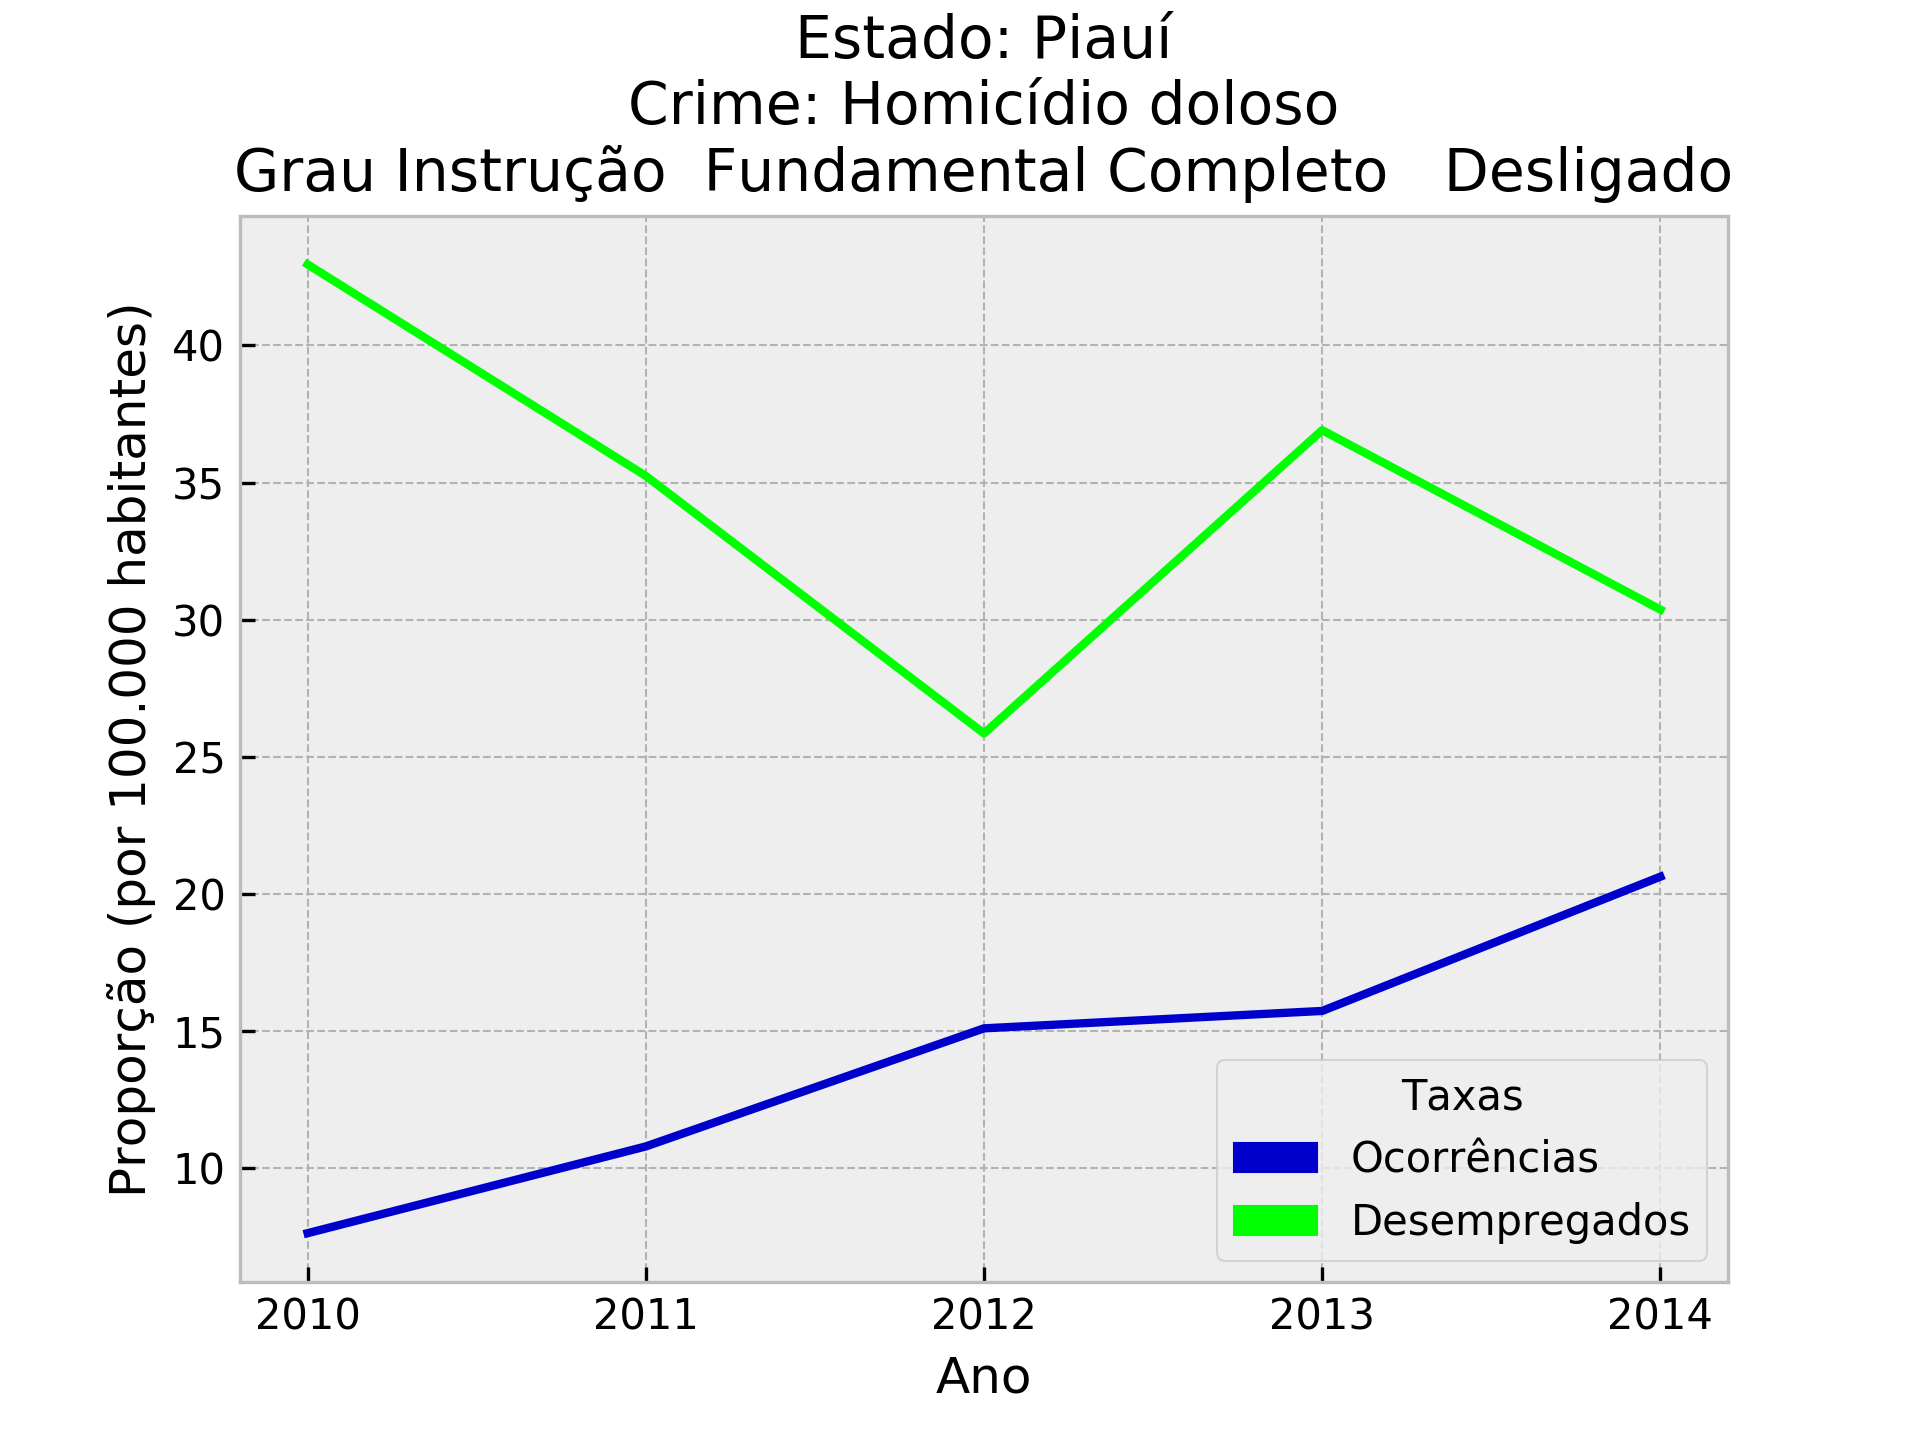 Estado: Piauí
Crime: Homicídio doloso
Grau Instrução  Fundamental Completo   Desligado
Proporção (por 100.000 habitantes)
40
35
30
25
20
15
10
Taxas
Ocorrências
Desempregados
2010 2011 2012 2013 2014
Ano